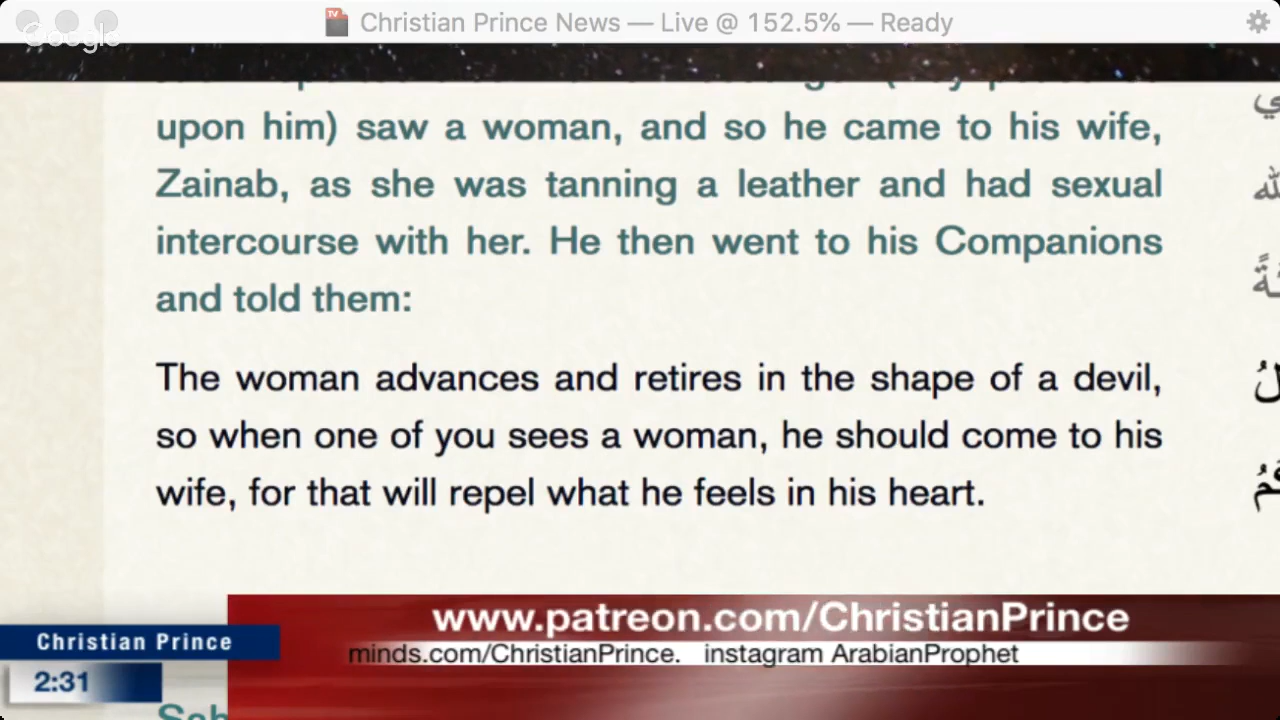 Christian Prince News — Live @ 152.5% — Ready
Google
upon him) saw a woman, and so he came to his wife,
Zainab, as she was tanning a leather and had sexual
intercourse with her. He then went to his Companions
and told them:
The woman advances and retires in the shape of a devil,
so when one of you sees a woman, he should come to his
wife, for that will repel what he feels in his heart.
www.patreon.com/ChristianPrince
Christian Prince
minds.com/ChristianPrince. instagram ArabianProphet
2:31